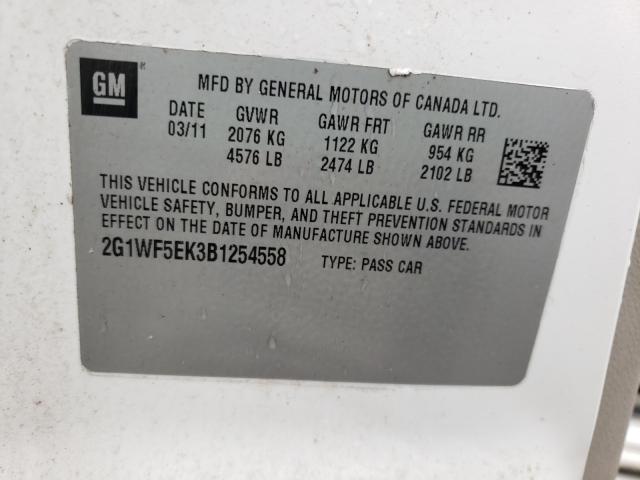 GM
MFD BY GENERAL MOTORS OF CANADA LTD.
DATE GVWR GAWR FRT GAWR RR
03/11 2076 KG 1122 KG 954 KG
4576 LB 2474 LB 2102 LB
THIS VEHICLE CONFORMS TO ALL APPLICABLE U.S. FEDERAL MOTOR
VEHICLE SAFETY, BUMPER, AND THEFT PREVENTION STANDARDS IN
EFFECT ON THE DATE OF MANUFACTURE SHOWN ABOVE.
2G1WF5EK3B1254558 TYPE: PASS CAR